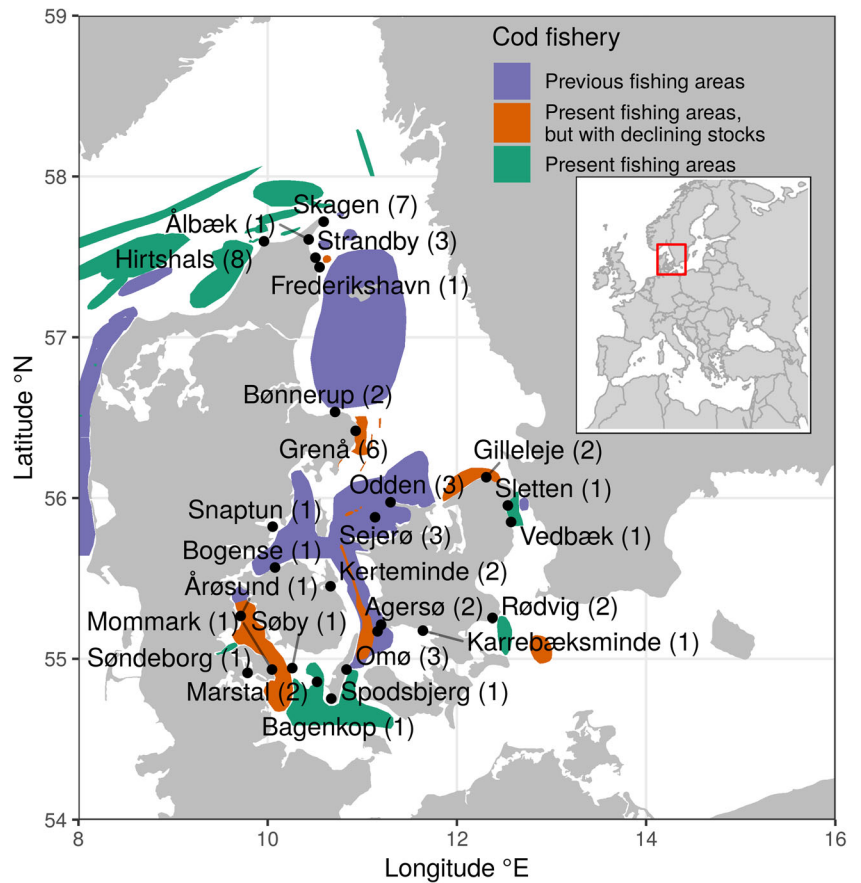 59
58
57
56
55
54
Latitude °N
Cod fishery
Previous fishing areas
Present fishing areas,
but with declining stocks
Present fishing areas
Skagen (7)
Ålbæk (1)
Strandby (3)
Hirtshals (8)
Frederikshavn (1)
Bønnerup (2)
Grenå (6)
Gilleleje (2)
Odden (3)
Sletten (1)
Snaptun (1)
Sejerø (3)
Vedbæk (1)
Bogense (1)
Kerteminde (2)
Årøsund (1)
Agersø (2)
Rødvig (2)
Mommark (1)
Søby (1)
Karrebæksminde (1)
Søndeborg (1)
Omø (3)
Marstal (2)
Spodsbjerg (1)
Bagenkop (1)
8
10
12
14
16
Longitude °E